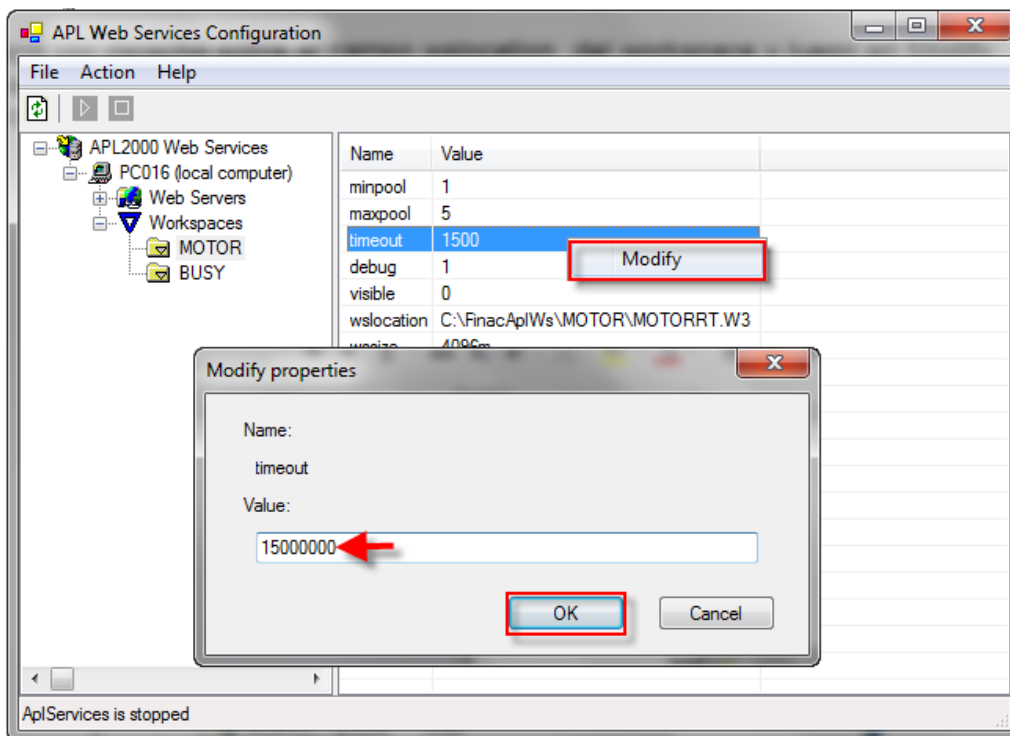 APL Web Services Configuration
File Action Help
APL2000 Web Services
PC016 (local computer)
Web Servers
Workspaces
MOTOR
BUSY
Name Value
minpool 1
maxpool 5
timeout 1500
Modify
debug 1
visible 0
wslocation C:\FinacAplWs\MOTOR\MOTORRT.W3
wssize 4096m
Modify properties
Name:
timeout
Value:
15000000
OK Cancel
AplServices is stopped